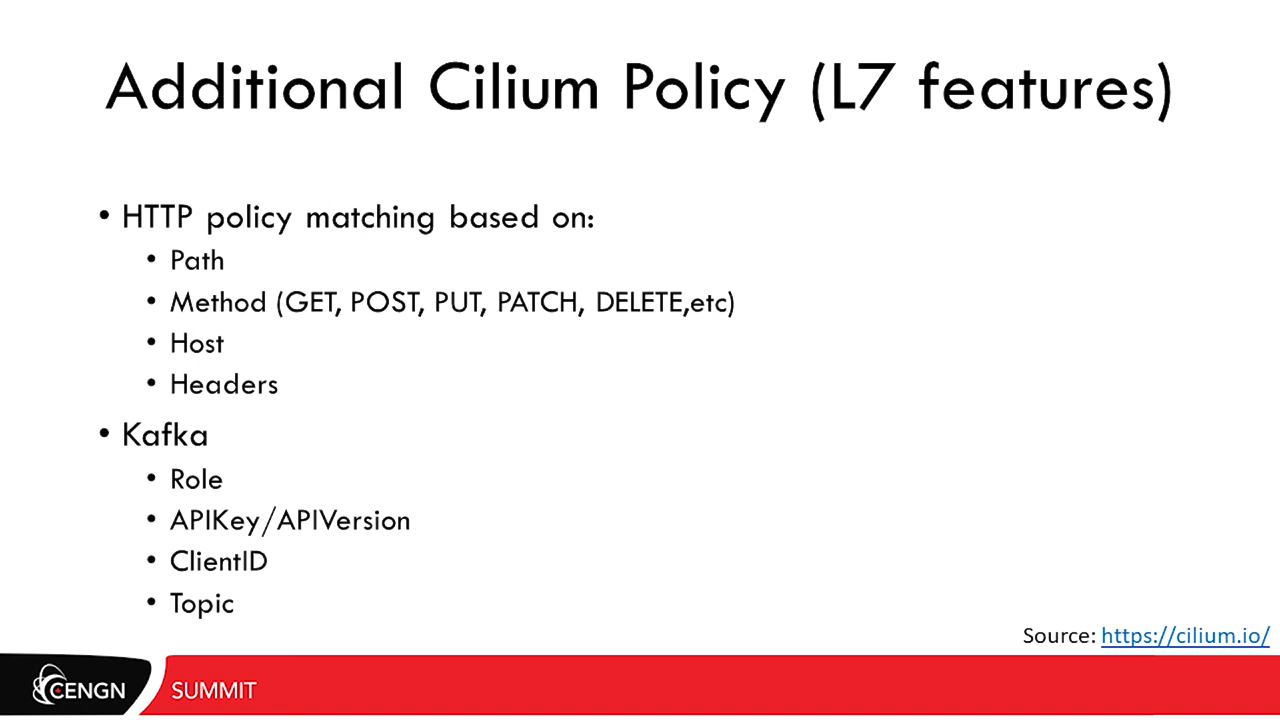 Additional Cilium Policy (L7 features)
• HTTP policy matching based on:
• Path
• Method (GET, POST, PUT, PATCH, DELETE,etc)
• Host
• Headers
• Kafka
• Role
• APIKey/APIVersion
• ClientID
• Topic
Source: https://cilium.io/
CENGN
SUMMIT